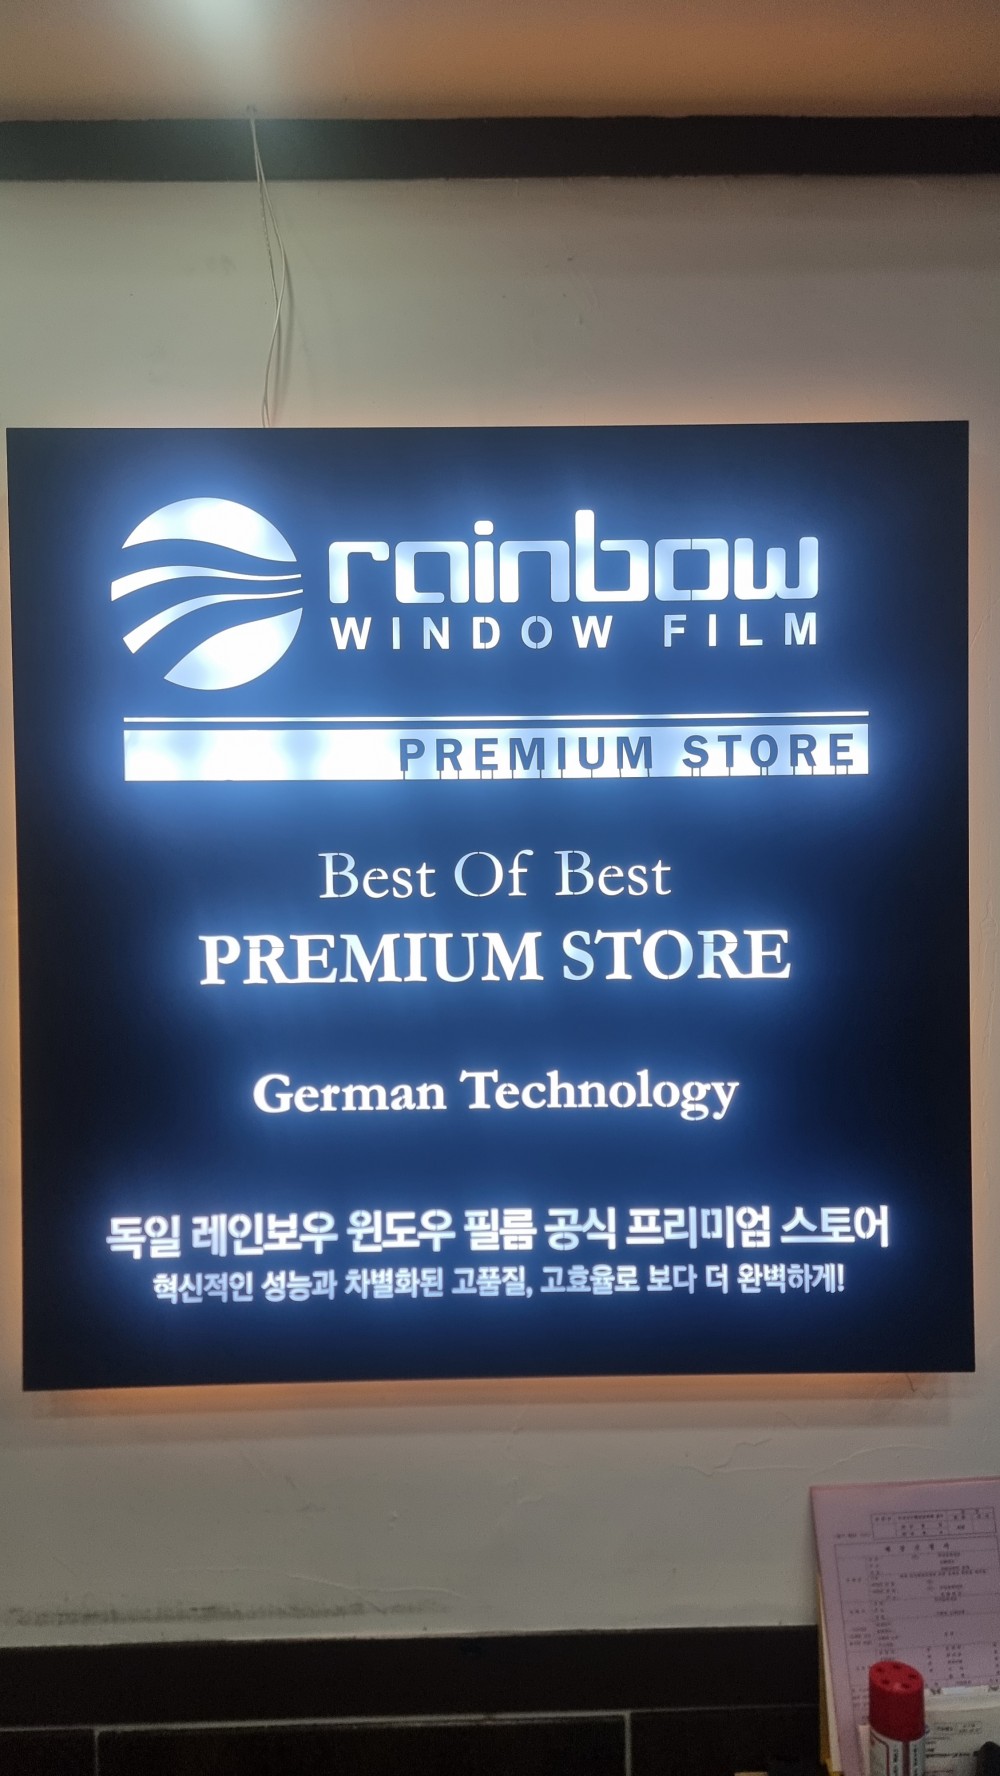 rainbow
WINDOW FILM
PREMIUM STORE
Best Of Best
PREMIUM STORE
German Technology
독일 레인보우 윈도우 필름 공식 프리미엄 스토어
혁신적인 성능과 차별화된 고품질, 고효율로 보다 더 완벽하게!